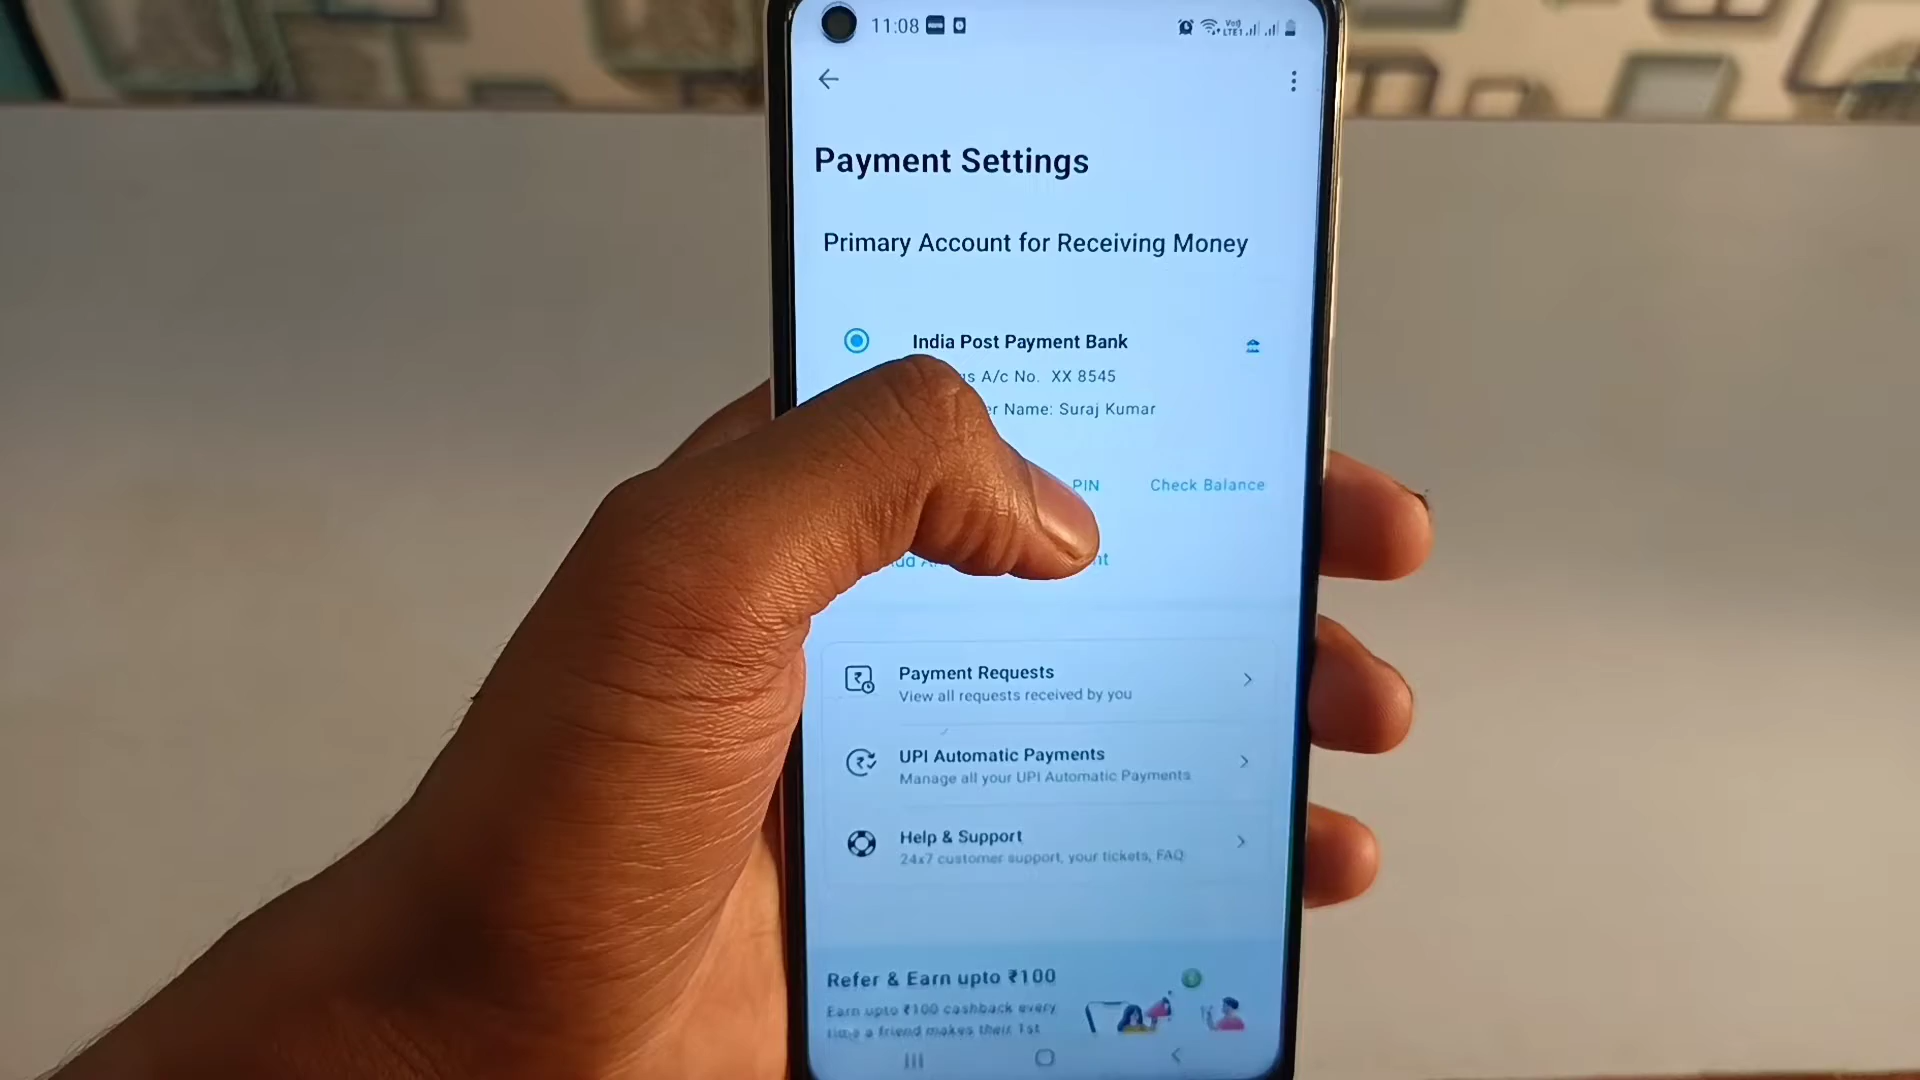 11:08
Payment Settings
Primary Account for Receiving Money
India Post Payment Bank
A/c No. XX 8545
Name: Suraj Kumar
PIN Check Balance
Payment Requests
View all requests received by you
UPI Automatic Payments
Manage all your UPI Automatic Payments
Help & Support
24x7 customer support, your tickets, FAQ
Refer & Earn upto ₹100
Earn upto ₹100 cashback every
time a friend makes their 1st